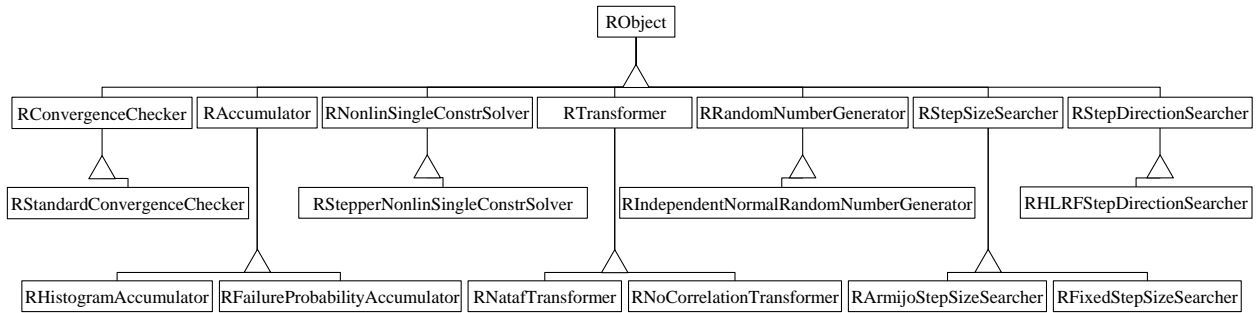 RObject
RConvergenceChecker
RAccumulator
RNonlinSingleConstrSolver
RTransformer
RRandomNumberGenerator
RStepSizeSearcher
RStepDirectionSearcher
RStandardConvergenceChecker
RStepperNonlinSingleConstrSolver
RIndependentNormalRandomNumberGenerator
RHLRFStepDirectionSearcher
RHistogramAccumulator
RFailureProbabilityAccumulator
RNatafTransformer
RNoCorrelationTransformer
RArmijoStepSizeSearcher
RFixedStepSizeSearcher